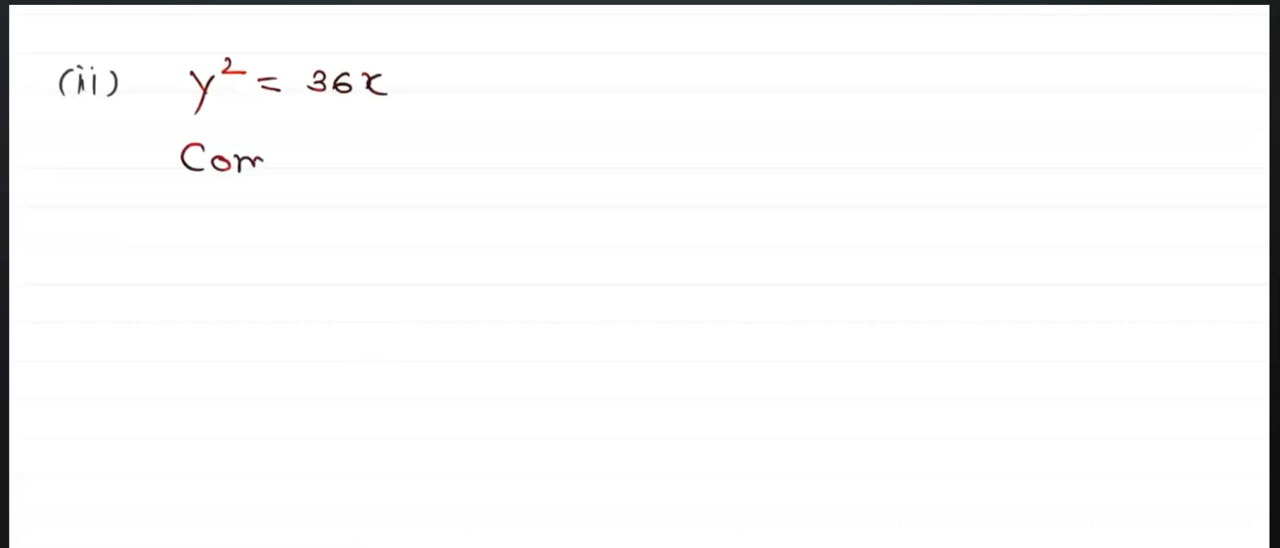 (ii) y² = 36x
Com